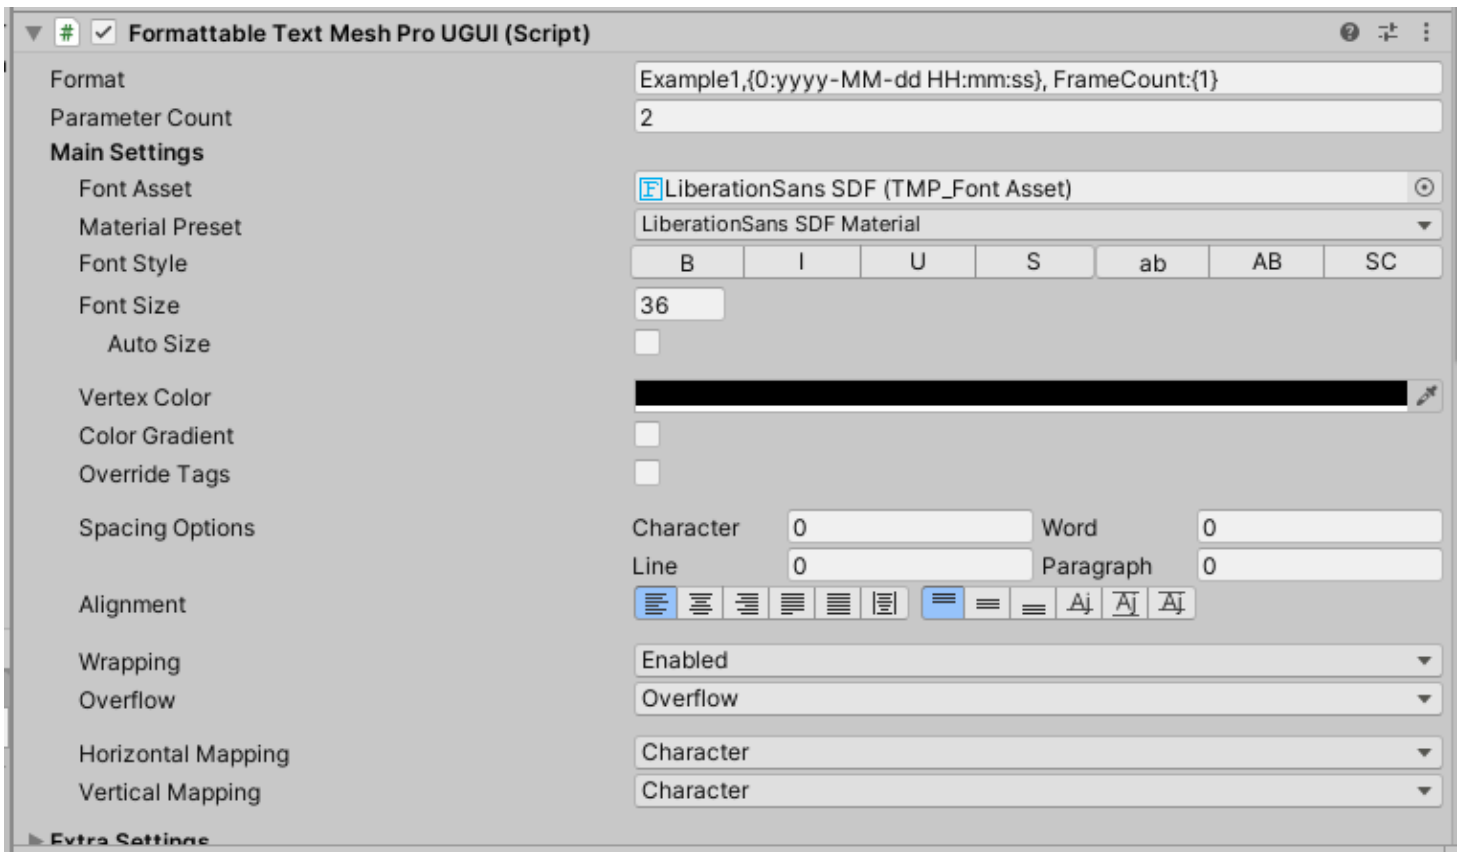 # Formattable Text Mesh Pro UGUI (Script)
Format Example1,{0:yyyy-MM-dd HH:mm:ss}, FrameCount:{1}
Parameter Count 2
Main Settings
Font Asset LiberationSans SDF (TMP_Font Asset)
Material Preset LiberationSans SDF Material
Font Style B I U S ab AB SC
Font Size 36
Auto Size
Vertex Color
Color Gradient
Override Tags
Spacing Options Character 0 Word 0
Line 0 Paragraph 0
Alignment
Wrapping Enabled
Overflow Overflow
Horizontal Mapping Character
Vertical Mapping Character
Extra Settings